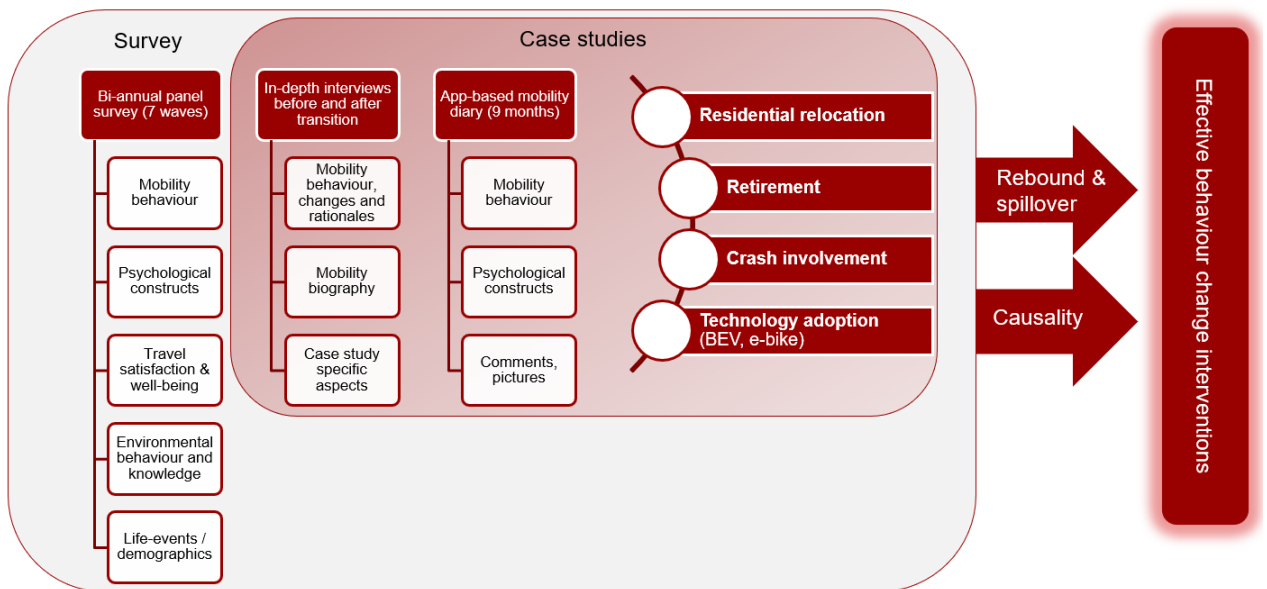 Survey
Bi-annual panel
survey (7 waves)
Mobility
behaviour
Psychological
constructs
Travel
satisfaction &
well-being
Environmental
behaviour and
knowledge
Life-events /
demographics
Case studies
In-depth interviews
before and after
transition
Mobility
behaviour,
changes and
rationales
Mobility
biography
Case study
specific
aspects
App-based mobility
diary (9 months)
Mobility
behaviour
Psychological
constructs
Comments,
pictures
Residential relocation
Retirement
Crash involvement
Technology adoption
(BEV, e-bike)
Rebound &
spillover
Causality
Effective behaviour change interventions